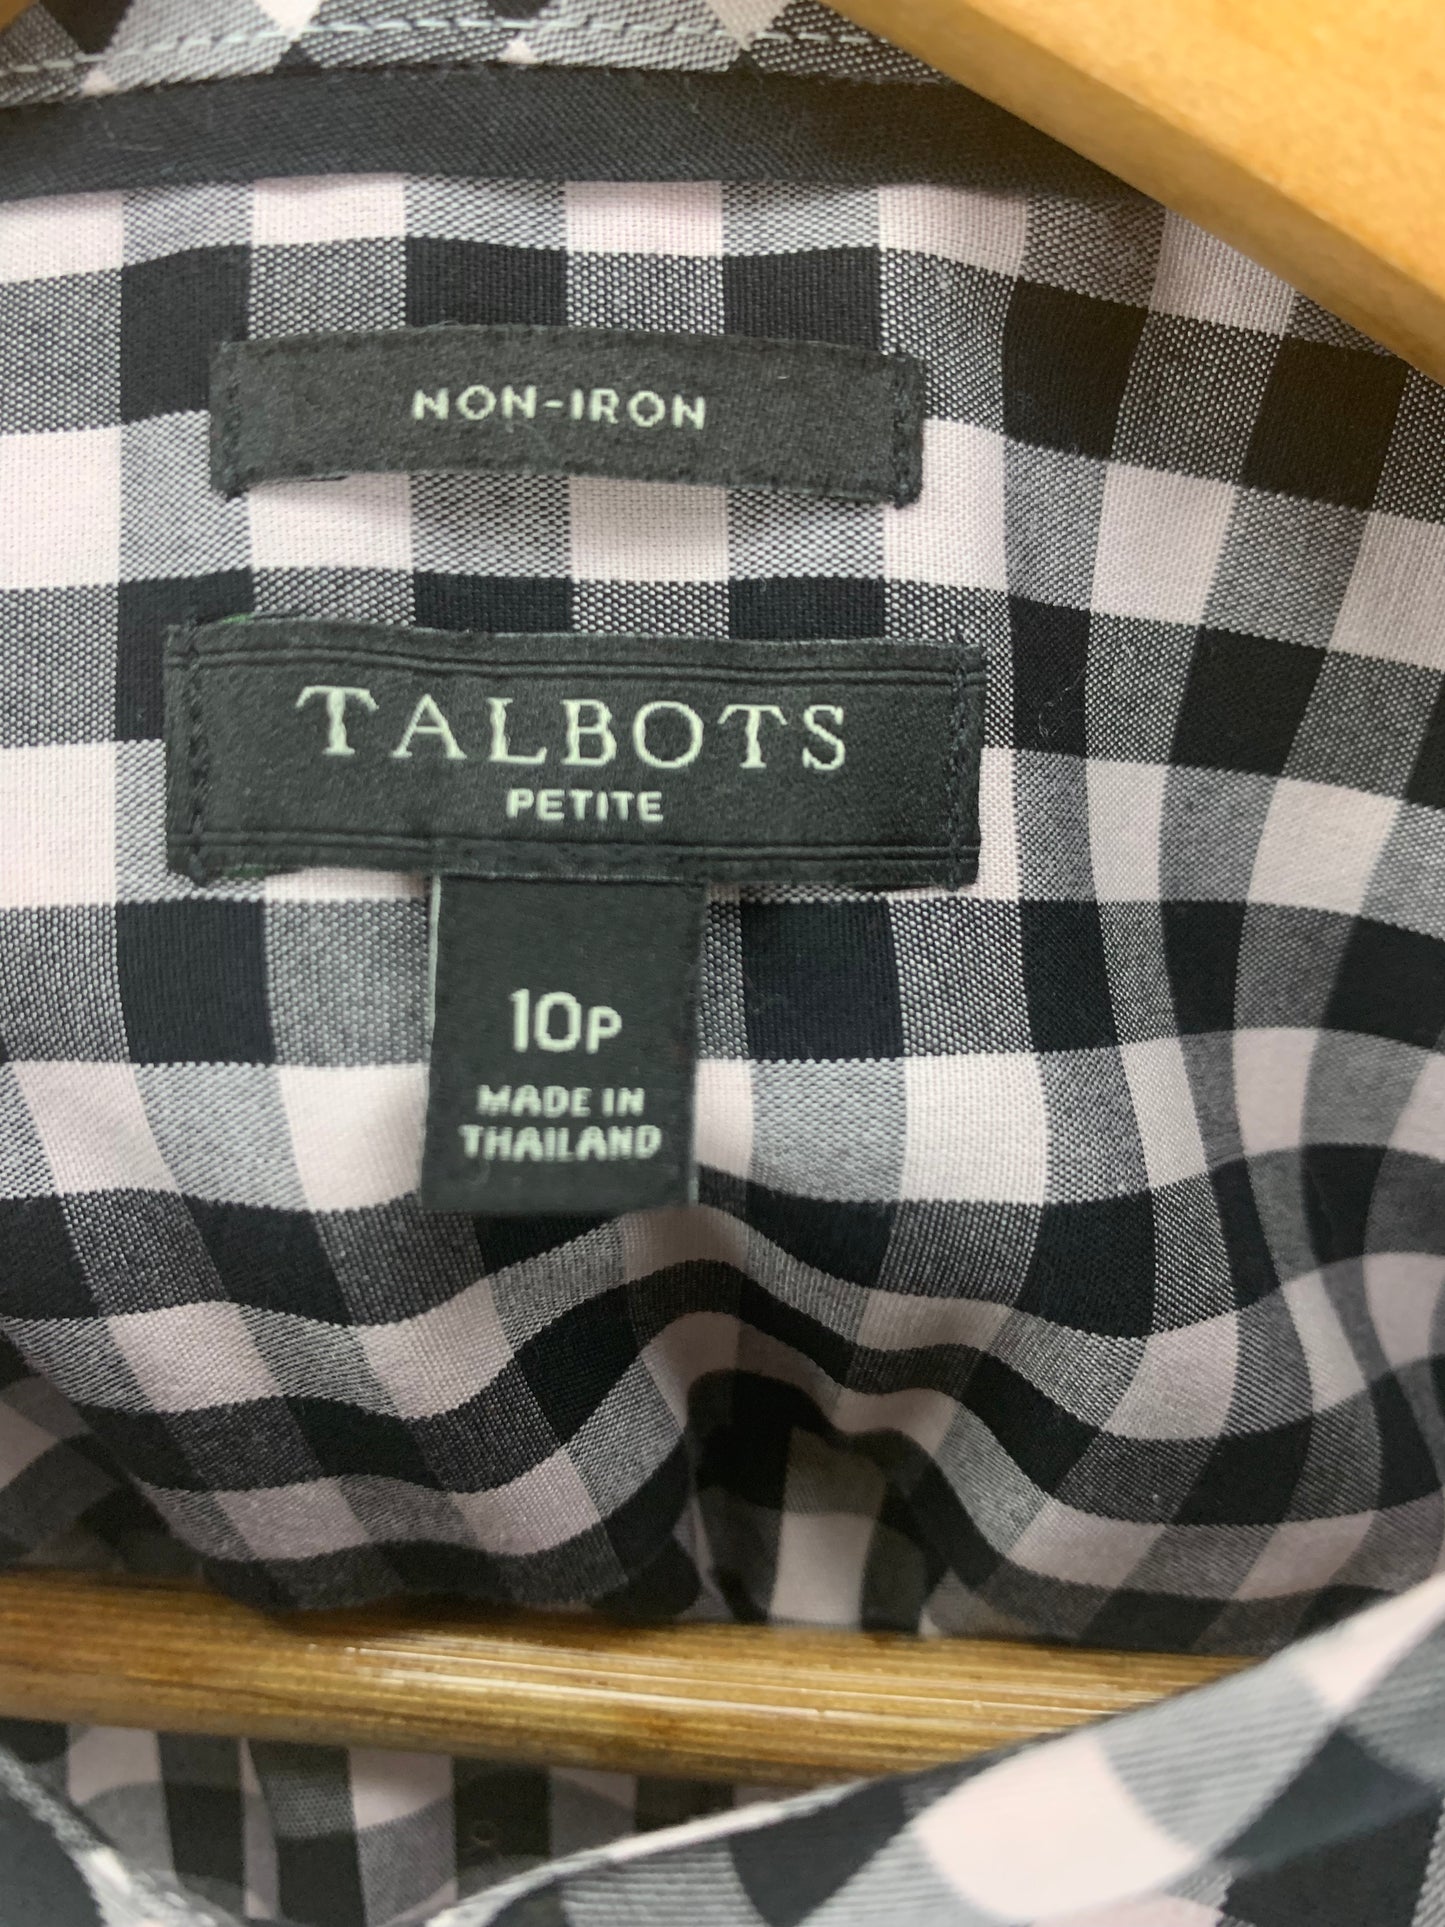 NON-IRON
TALBOTS
PETITE
10P
MADE IN
THAILAND